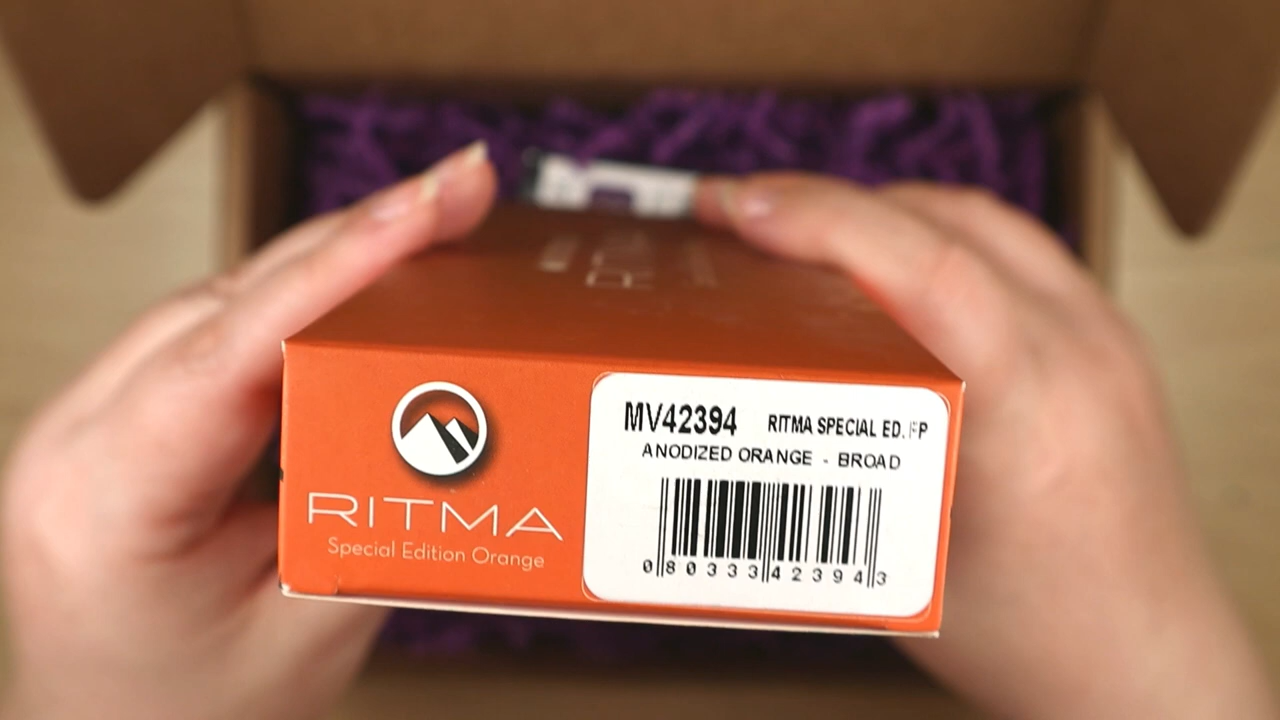 RITMA
Special Edition Orange
MV42394 RITMA SPECIAL ED. FP
ANODIZED ORANGE - BROAD
0 80333 42394 3